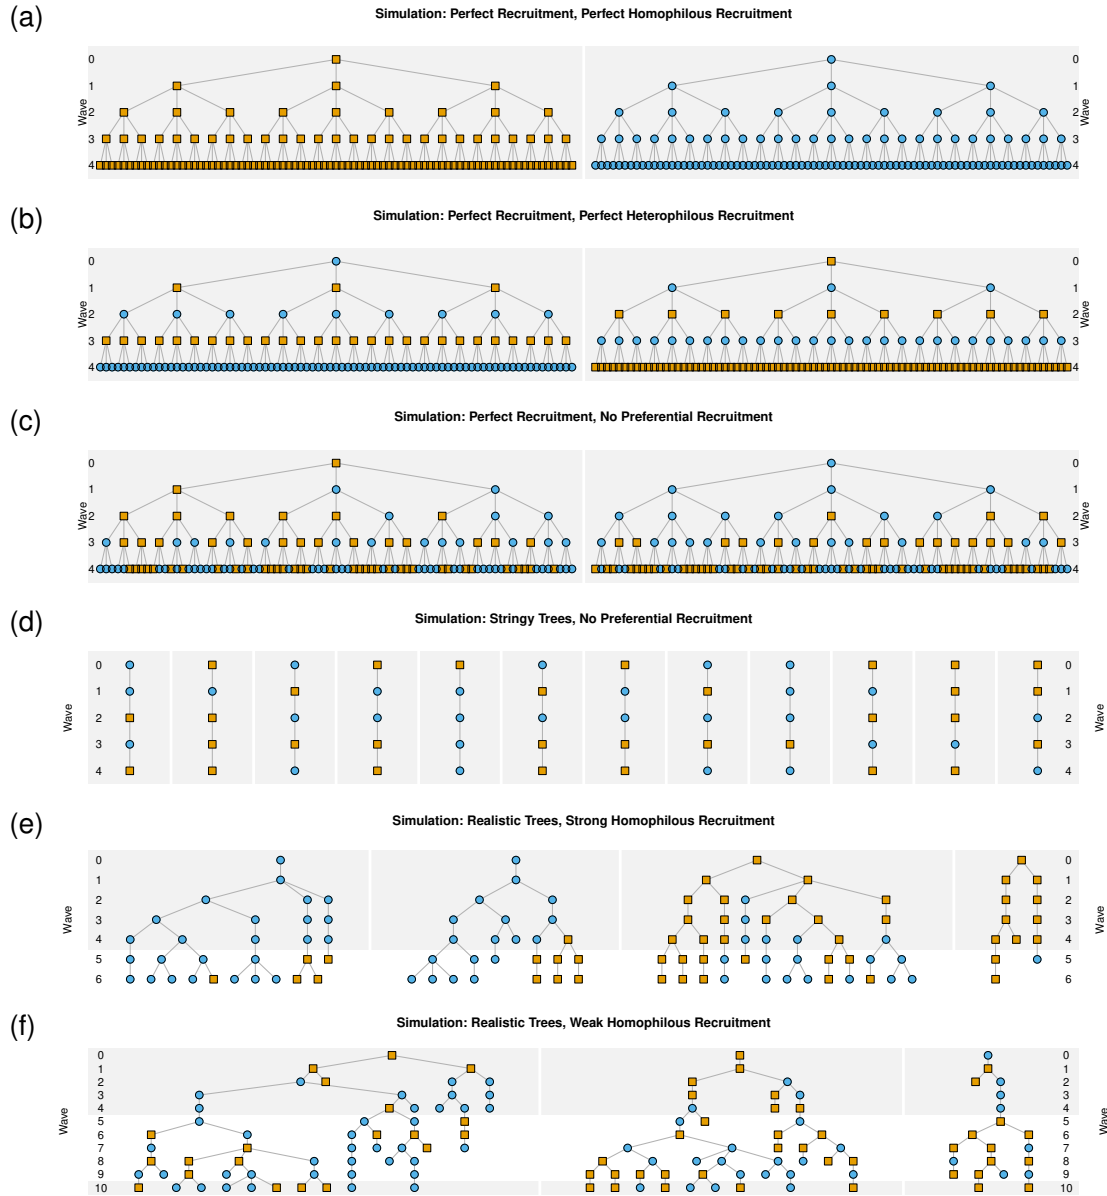 (a)
Simulation: Perfect Recruitment, Perfect Homophilous Recruitment
0 0
1 1
Wave 2 2 Wave
3 3
4 4
(b)
Simulation: Perfect Recruitment, Perfect Heterophilous Recruitment
0 0
1 1
Wave 2 2 Wave
3 3
4 4
(c)
Simulation: Perfect Recruitment, No Preferential Recruitment
0 0
1 1
Wave 2 2 Wave
3 3
4 4
(d)
Simulation: Stringy Trees, No Preferential Recruitment
0 0
1 1
Wave 2 2 Wave
3 3
4 4
(e)
Simulation: Realistic Trees, Strong Homophilous Recruitment
0 0
1 1
2 2
Wave 3 3 Wave
4 4
5 5
6 6
(f)
Simulation: Realistic Trees, Weak Homophilous Recruitment
0 0
1 1
2 2
3 3
4 4
Wave 5 5 Wave
6 6
7 7
8 8
9 9
10 10